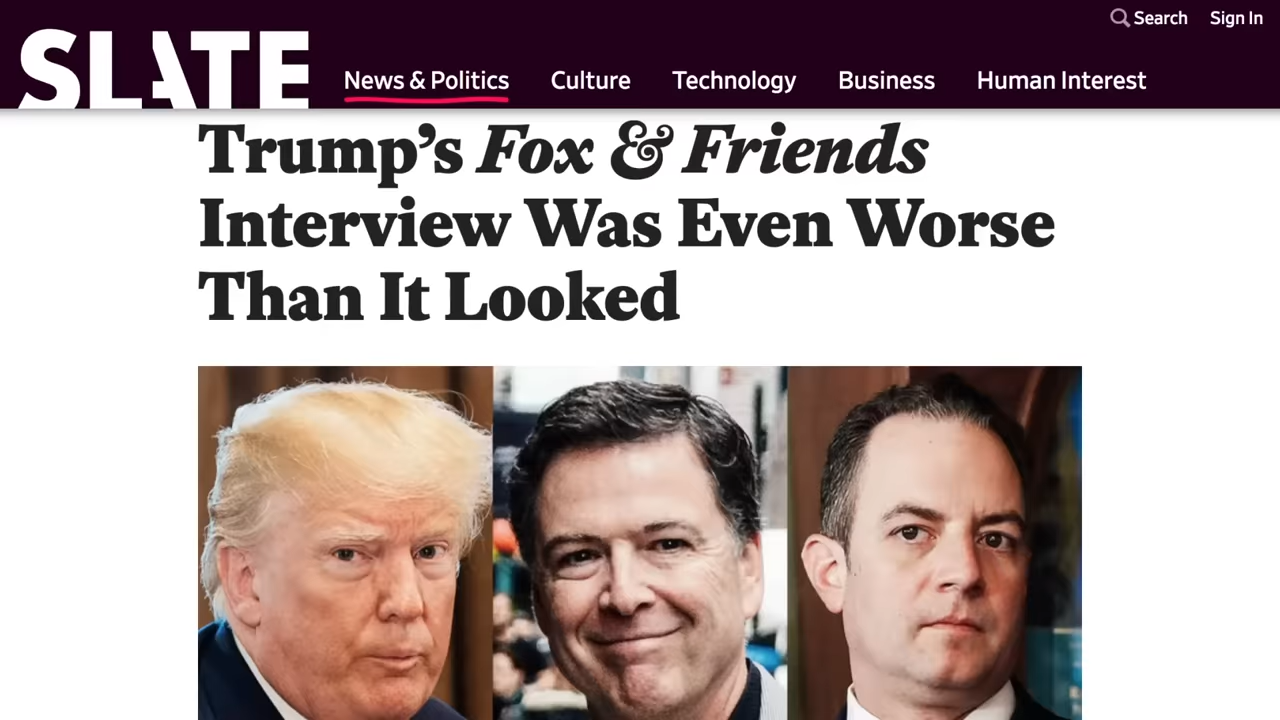 Search Sign In
SLATE
News & Politics Culture Technology Business Human Interest
Trump’s Fox & Friends
Interview Was Even Worse
Than It Looked